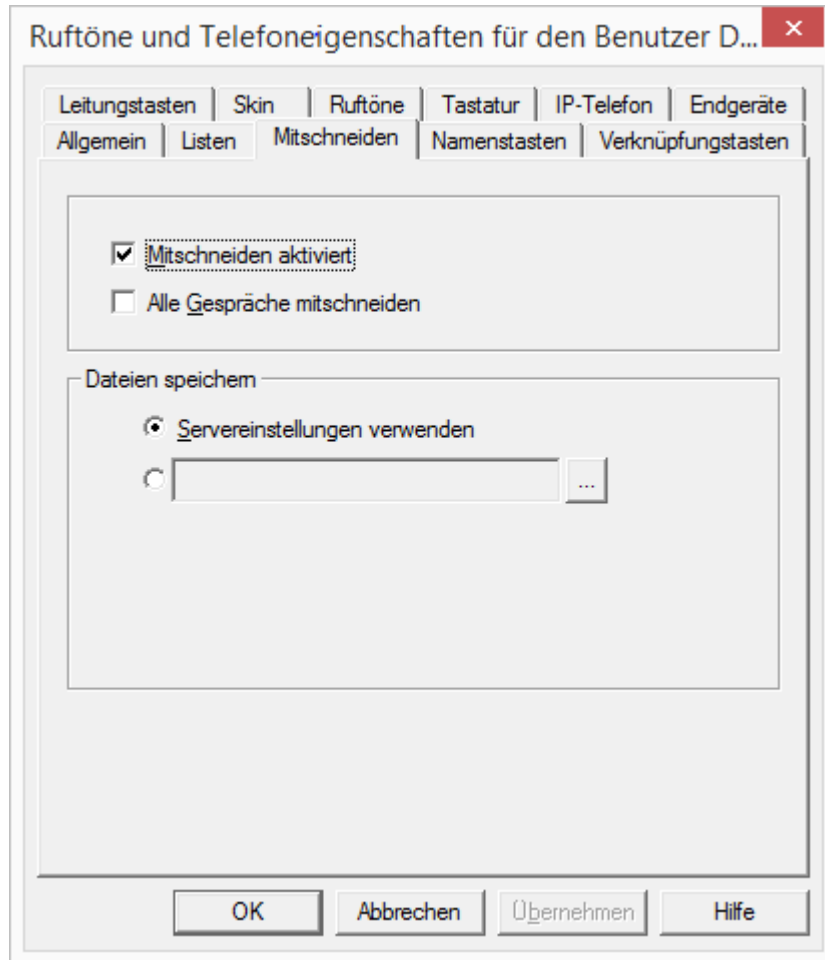 Ruftöne und Telefoneigenschaften für den Benutzer D...
Leitungstasten Skin Ruftöne Tastatur IP-Telefon Endgeräte
Allgemein Listen Mitschneiden Namenstasten Verknüpfungstasten
Mitschneiden aktiviert
Alle Gespräche mitschneiden
Dateien speichern
Servereinstellungen verwenden
...
OK Abbrechen Übernehmen Hilfe